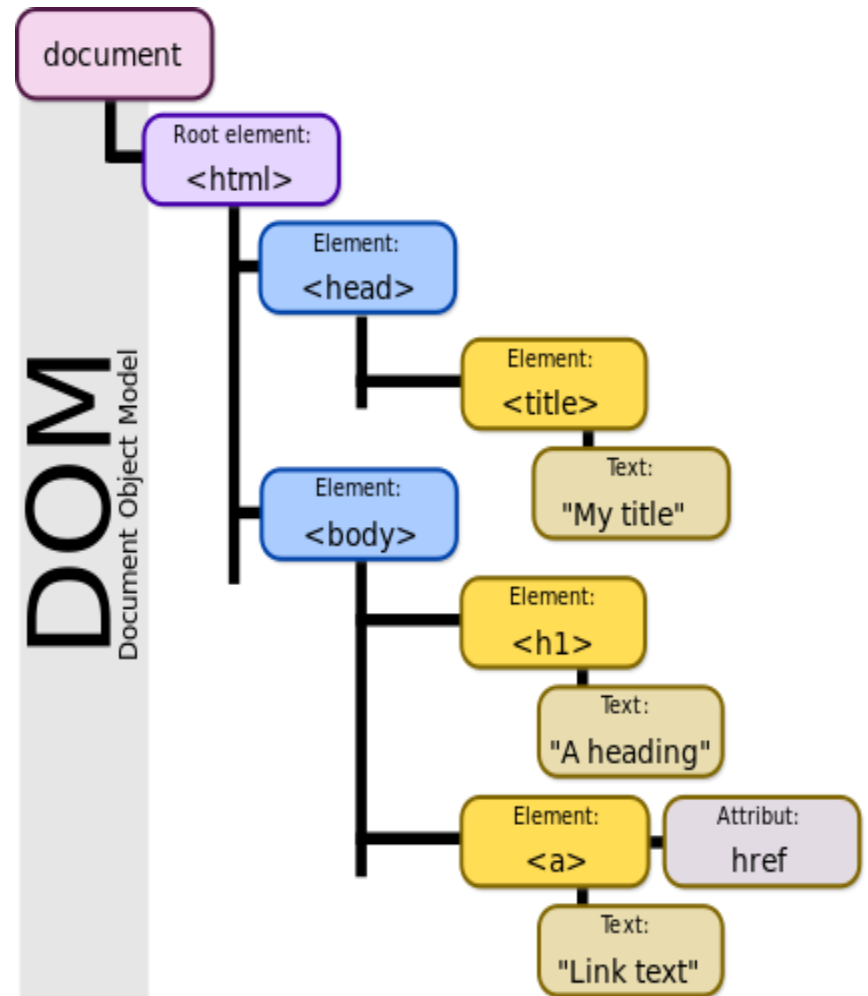 document
Root element:
<html>
Element:
<head>
Element:
<title>
Text:
"My title"
DOM
Document Object Model
Element:
<body>
Element:
<h1>
Text:
"A heading"
Element:
<a>
Attribut:
href
Text:
"Link text"